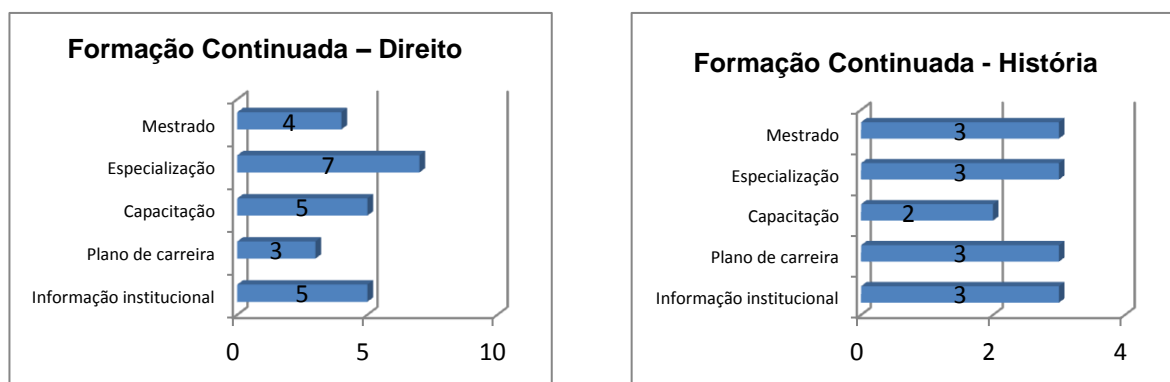 Formação Continuada – Direito
Mestrado
4
Especialização
7
Capacitação
5
Plano de carreira
3
Informação institucional
5
0 5 10
Formação Continuada - História
Mestrado
3
Especialização
3
Capacitação
2
Plano de carreira
3
Informação institucional
3
0 2 4